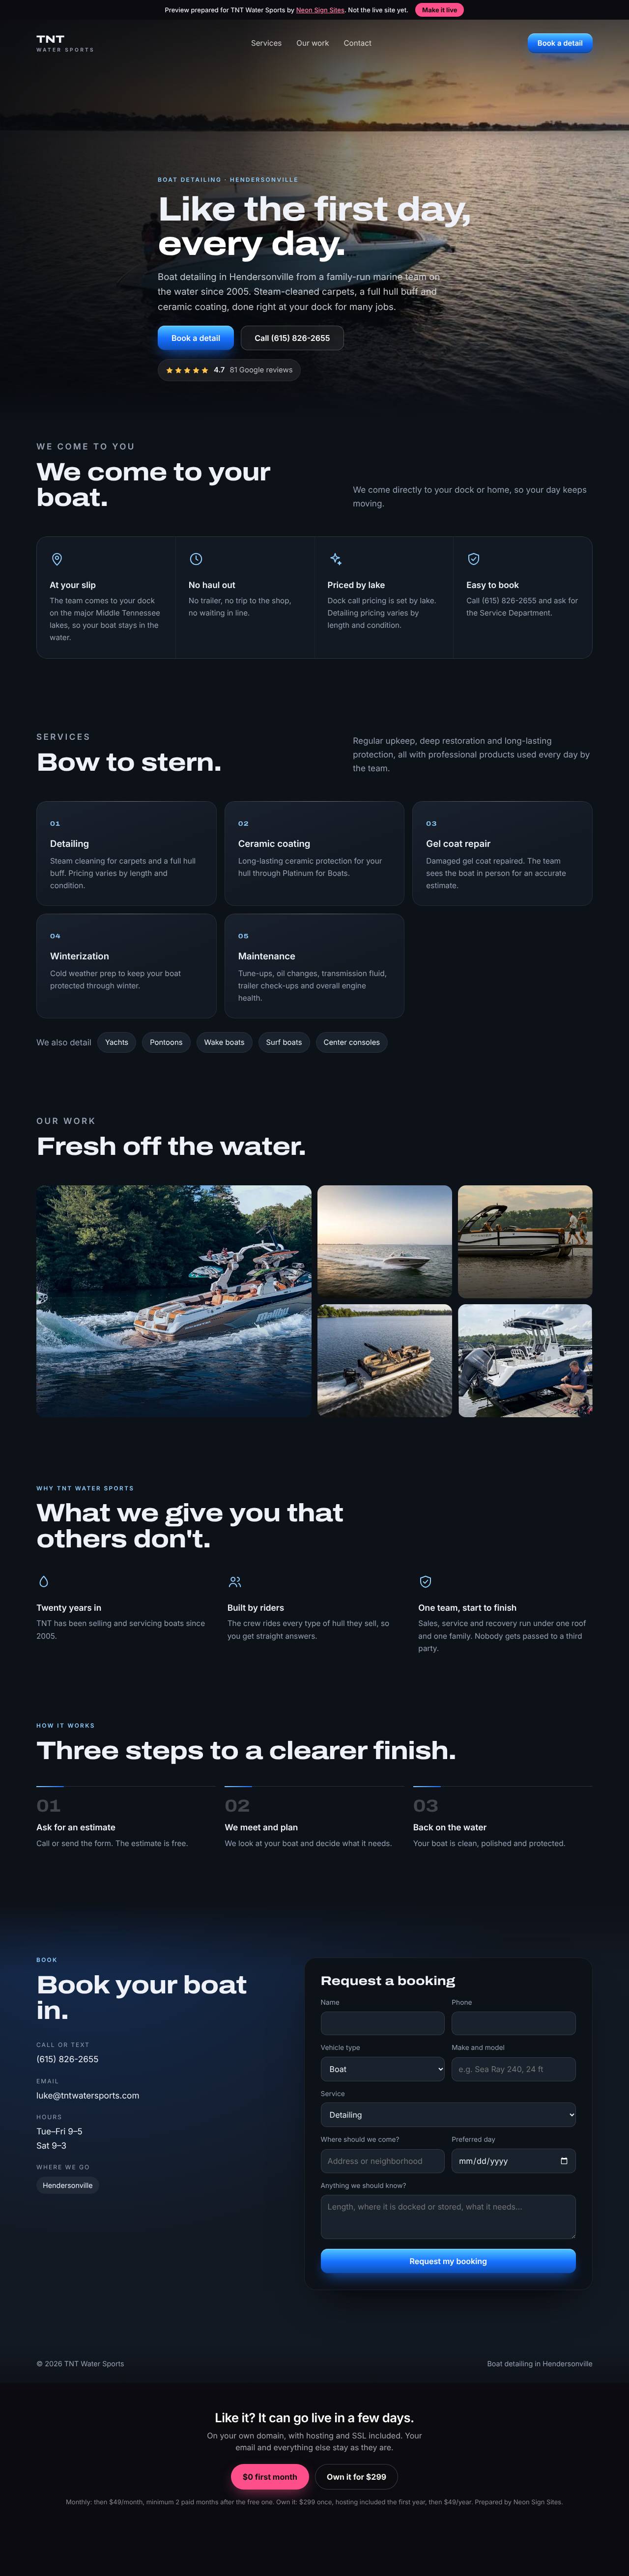 Preview prepared for TNT Water Sports by Neon Sign Sites. Not the live site yet. Make it live
TNT
WATER SPORTS
Services Our work Contact
Book a detail
BOAT DETAILING · HENDERSONVILLE
Like the first day,
every day.
Boat detailing in Hendersonville from a family-run marine team on
the water since 2005. Steam-cleaned carpets, a full hull buff and
ceramic coating, done right at your dock for many jobs.
Book a detail Call (615) 826-2655
★★★★★ 4.7 81 Google reviews
WE COME TO YOU
We come to your
boat.
We come directly to your dock or home, so your day keeps
moving.
At your slip
The team comes to your dock
on the major Middle Tennessee
lakes, so your boat stays in the
water.
No haul out
No trailer, no trip to the shop,
no waiting in line.
Priced by lake
Dock call pricing is set by lake.
Detailing pricing varies by
length and condition.
Easy to book
Call (615) 826-2655 and ask for
the Service Department.
SERVICES
Bow to stern.
Regular upkeep, deep restoration and long-lasting
protection, all with professional products used every day by
the team.
01
Detailing
Steam cleaning for carpets and a full hull
buff. Pricing varies by length and
condition.
02
Ceramic coating
Long-lasting ceramic protection for your
hull through Platinum for Boats.
03
Gel coat repair
Damaged gel coat repaired. The team
sees the boat in person for an accurate
estimate.
04
Winterization
Cold weather prep to keep your boat
protected through winter.
05
Maintenance
Tune-ups, oil changes, transmission fluid,
trailer check-ups and overall engine
health.
We also detail Yachts Pontoons Wake boats Surf boats Center consoles
OUR WORK
Fresh off the water.
Malibu
WHY TNT WATER SPORTS
What we give you that
others don't.
Twenty years in
TNT has been selling and servicing boats since
2005.
Built by riders
The crew rides every type of hull they sell, so
you get straight answers.
One team, start to finish
Sales, service and recovery run under one roof
and one family. Nobody gets passed to a third
party.
HOW IT WORKS
Three steps to a clearer finish.
01
Ask for an estimate
Call or send the form. The estimate is free.
02
We meet and plan
We look at your boat and decide what it needs.
03
Back on the water
Your boat is clean, polished and protected.
BOOK
Book your boat
in.
CALL OR TEXT
(615) 826-2655
EMAIL
luke@tntwatersports.com
HOURS
Tue–Fri 9–5
Sat 9–3
WHERE WE GO
Hendersonville
Request a booking
Name Phone
Vehicle type Make and model
Boat e.g. Sea Ray 240, 24 ft
Service
Detailing
Where should we come? Preferred day
Address or neighborhood mm/dd/yyyy
Anything we should know?
Length, where it is docked or stored, what it needs...
Request my booking
© 2026 TNT Water Sports
Boat detailing in Hendersonville
Like it? It can go live in a few days.
On your own domain, with hosting and SSL included. Your
email and everything else stay as they are.
$0 first month Own it for $299
Monthly: then $49/month, minimum 2 paid months after the free one. Own it: $299 once, hosting included the first year, then $49/year. Prepared by Neon Sign Sites.